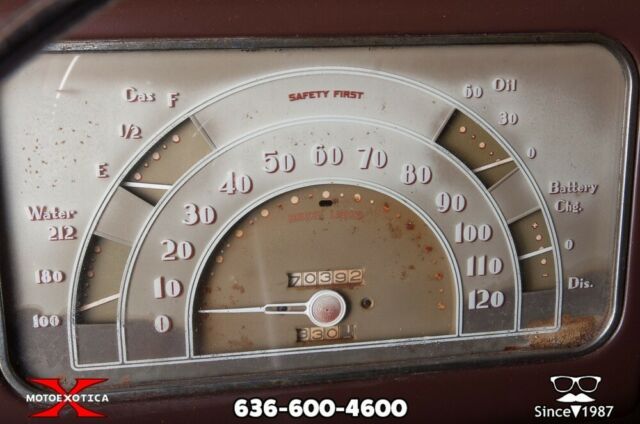 SAFETY FIRST
Gas F
1/2
E
Water
212
180
100
60 Oil
30
0
Battery
Chg.
0
Dis.
0 10 20 30 40 50 60 70 80 90 100 110 120
70392
830
MOTOEXOTICA
636-600-4600
Since 1987